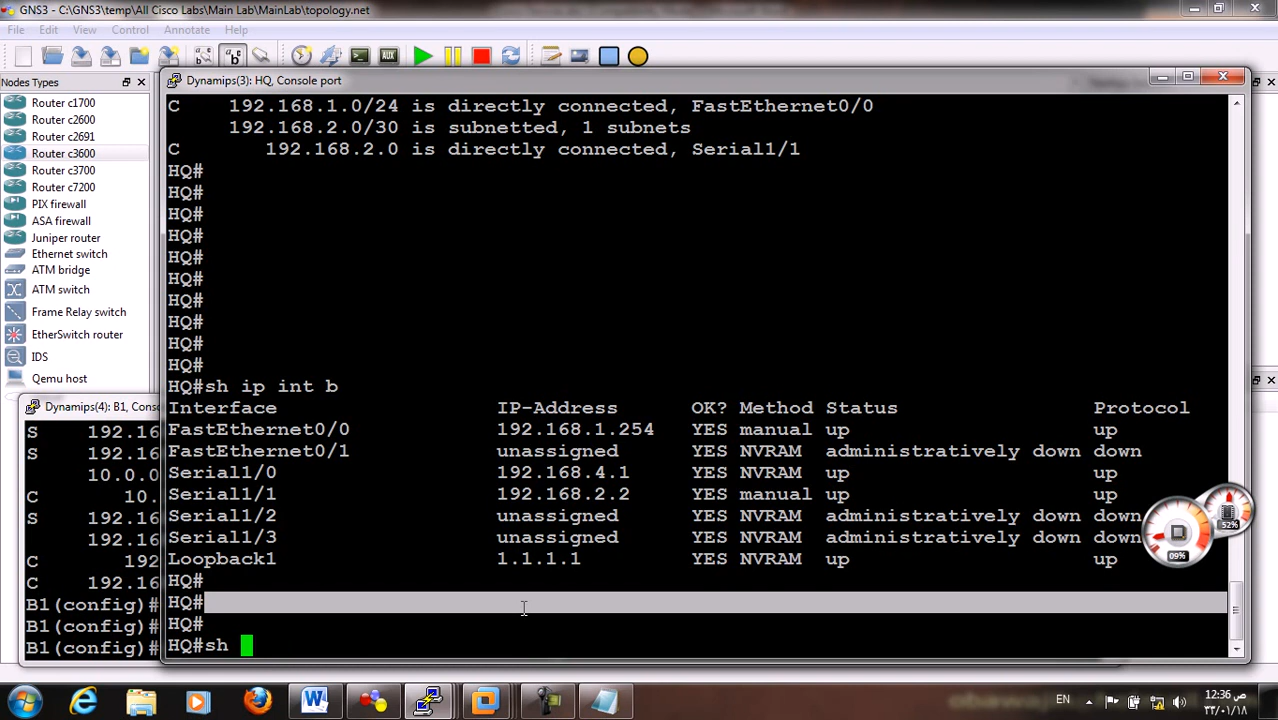 GNS3 - C:\GNS3\temp\All Cisco Labs\Main Lab\MainLab\topology.net
File Edit View Control Annotate Help
Nodes Types
Router c1700
Router c2600
Router c2691
Router c3600
Router c3700
Router c7200
PIX firewall
ASA firewall
Juniper router
Ethernet switch
ATM bridge
ATM switch
Frame Relay switch
EtherSwitch router
IDS
Qemu host
Dynamips(3): HQ, Console port
C 192.168.1.0/24 is directly connected, FastEthernet0/0
192.168.2.0/30 is subnetted, 1 subnets
C 192.168.2.0 is directly connected, Serial1/1
HQ#
HQ#
HQ#
HQ#
HQ#
HQ#
HQ#
HQ#
HQ#
HQ#
HQ#sh ip int b
Interface IP-Address OK? Method Status Protocol
FastEthernet0/0 192.168.1.254 YES manual up up
FastEthernet0/1 unassigned YES NVRAM administratively down down
Serial1/0 192.168.4.1 YES NVRAM up up
Serial1/1 192.168.2.2 YES manual up up
Serial1/2 unassigned YES NVRAM administratively down down
Serial1/3 unassigned YES NVRAM administratively down down
Loopback1 1.1.1.1 YES NVRAM up up
HQ#
HQ#
HQ#
HQ#sh
Dynamips(4): B1, Conso
S 192.16
S 192.16
10.0.0
C 10.
S 192.16
192.16
C 192
C 192.16
B1(config)#
B1(config)#
B1(config)#
52%
09%
EN
12:36 ص
٣٣/٠١/١٨